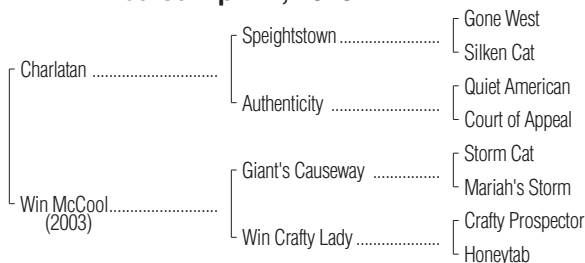 Gone West
Speightstown
Silken Cat
Charlatan
Quiet American
Authenticity
Court of Appeal
Storm Cat
Giant's Causeway
Mariah's Storm
Win McCool
(2003)
Crafty Prospector
Win Crafty Lady
Honeytab